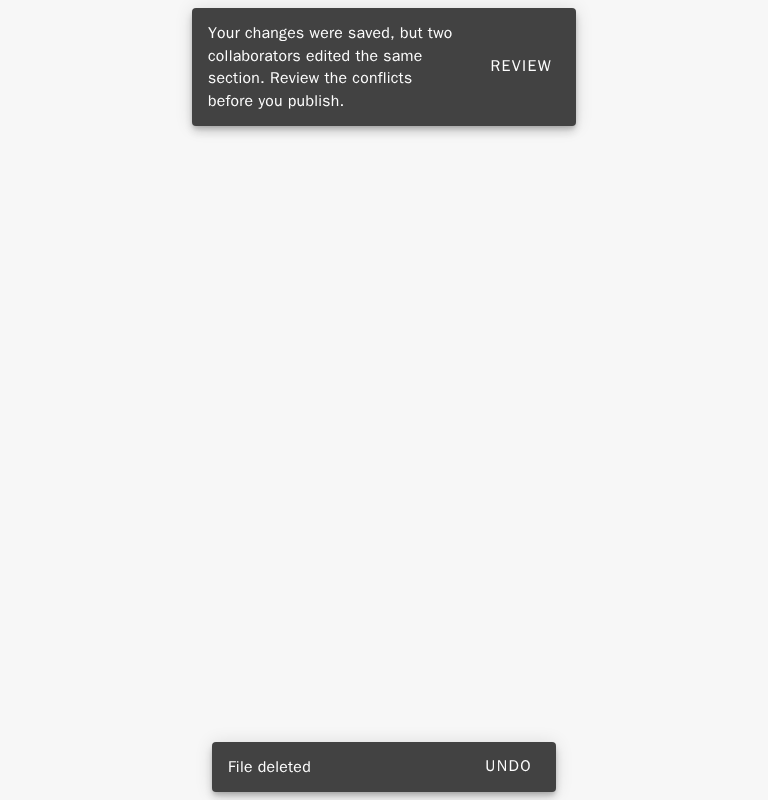 Your changes were saved, but two
collaborators edited the same
section. Review the conflicts
before you publish.
REVIEW
File deleted
UNDO